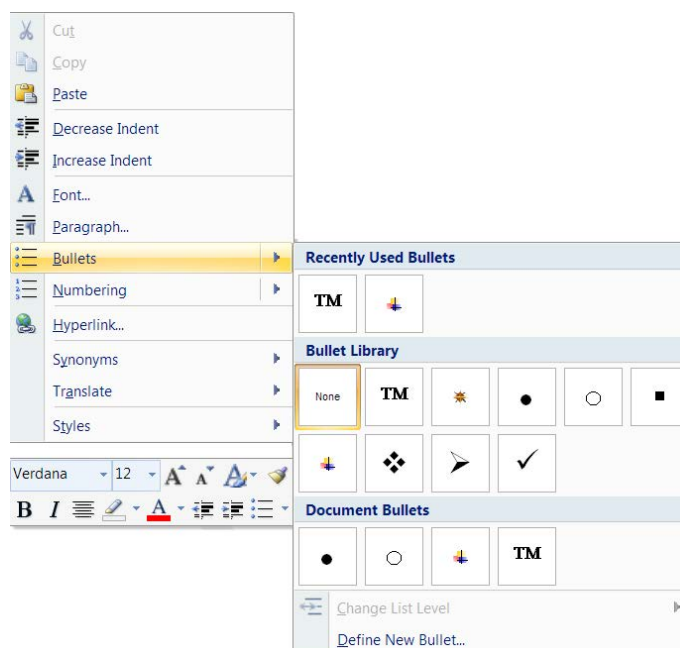 Cut
Copy
Paste
Decrease Indent
Increase Indent
Font...
Paragraph...
Bullets
Numbering
Hyperlink...
Synonyms
Translate
Styles
Verdana 12 A A A
B I A
Recently Used Bullets
TM
Bullet Library
None TM
Document Bullets
TM
Change List Level
Define New Bullet...